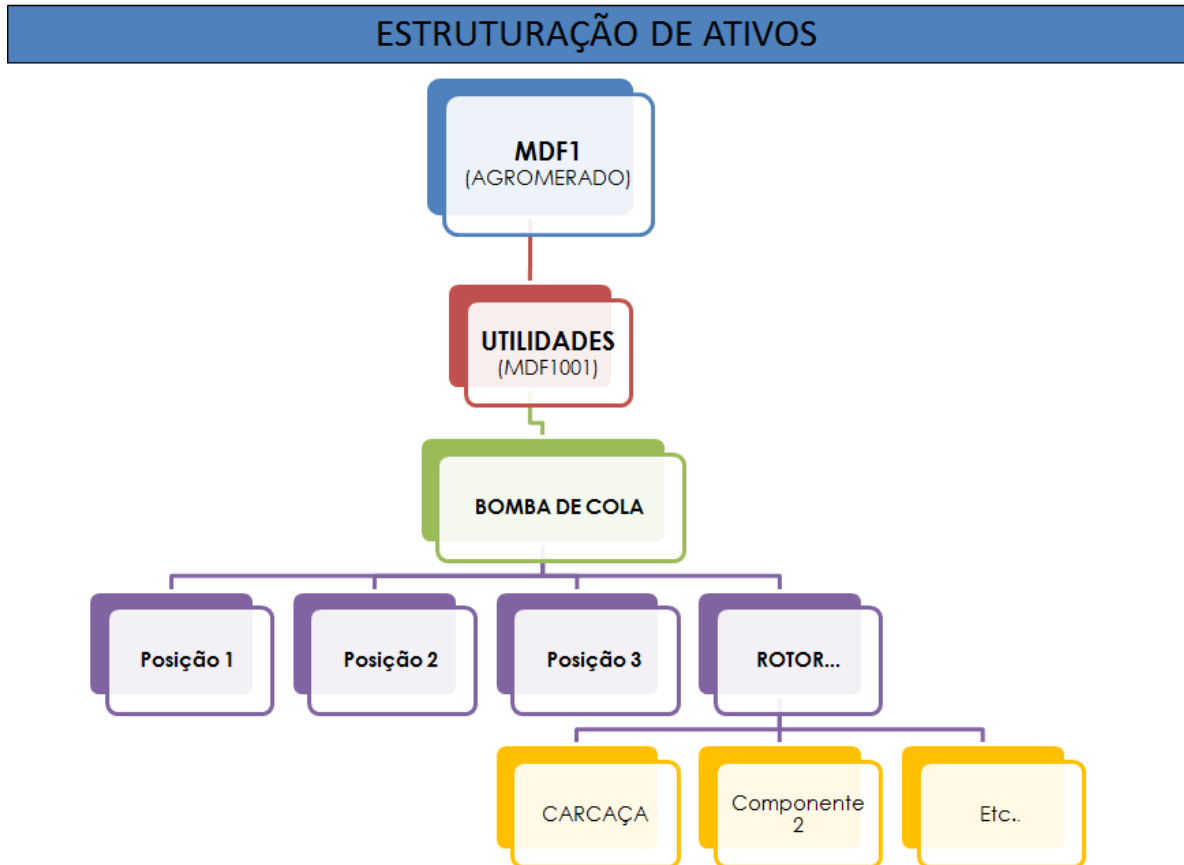 ESTRUTURAÇÃO DE ATIVOS
MDF1
(AGROMERADO)
UTILIDADES
(MDF1001)
BOMBA DE COLA
Posição 1
Posição 2
Posição 3
ROTOR...
CARCAÇA
Componente
2
Etc..